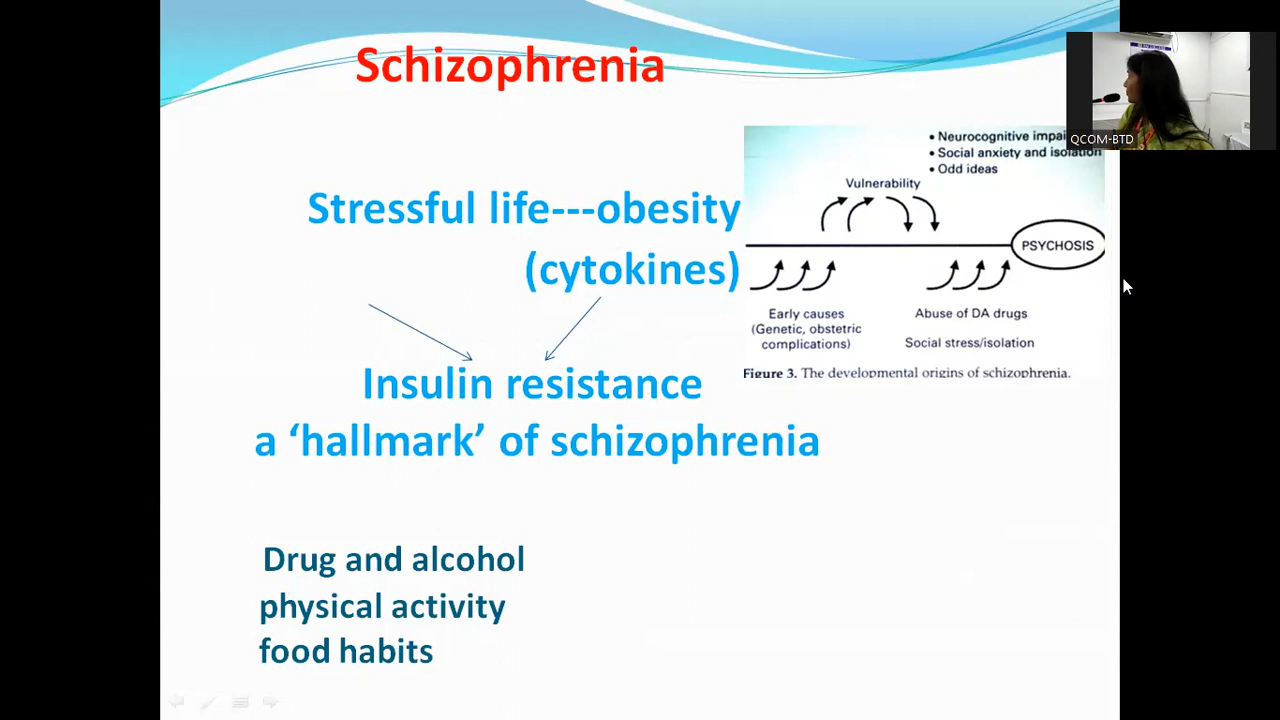 Schizophrenia
Stressful life---obesity
(cytokines)
Insulin resistance
a ‘hallmark’ of schizophrenia
Drug and alcohol
physical activity
food habits
• Neurocognitive
• Social anxiety and isolation
• Odd ideas
Vulnerability
PSYCHOSIS
Early causes
(Genetic, obstetric
complications)
Abuse of DA drugs
Social stress/isolation
Figure 3. The developmental origins of schizophrenia.
QCOM-BTD